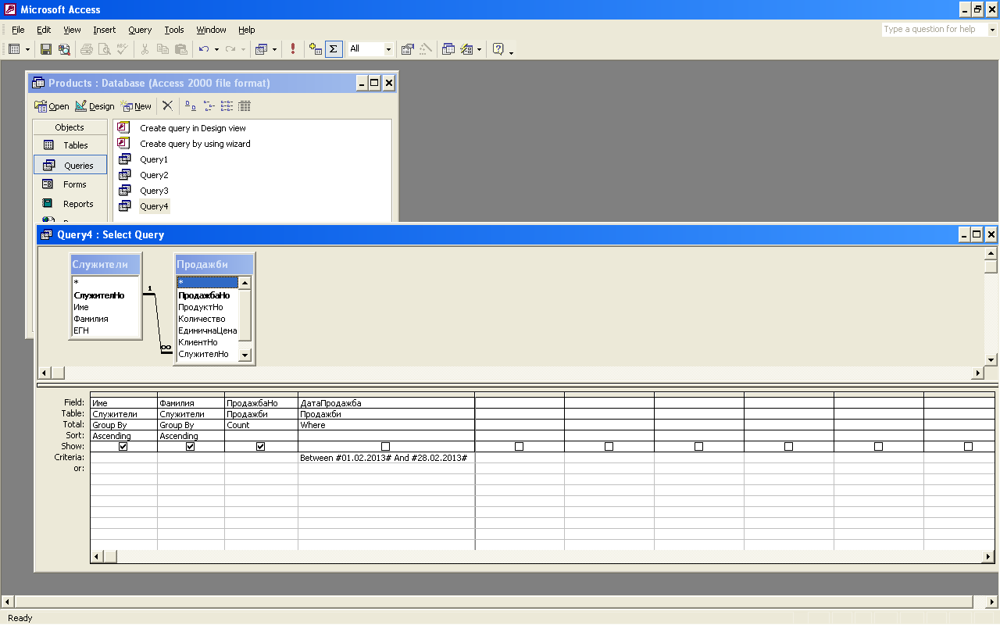 Microsoft Access
File Edit View Insert Query Tools Window Help
Type a question for help
All
Products : Database (Access 2000 file format)
Open Design New
Objects
Tables
Queries
Forms
Reports
Create query in Design view
Create query by using wizard
Query1
Query2
Query3
Query4
Query4 : Select Query
Служители
*
СлужителНо
Име
Фамилия
ЕГН
1
∞
Продажби
*
ПродажбаНо
ПродуктНо
Количество
ЕдиничнаЦена
КлиентНо
СлужителНо
Field: Име Фамилия ПродажбаНо ДатаПродажба
Table: Служители Служители Продажби Продажби
Total: Group By Group By Count Where
Sort: Ascending Ascending
Show:
Criteria: Between #01.02.2013# And #28.02.2013#
or:
Ready